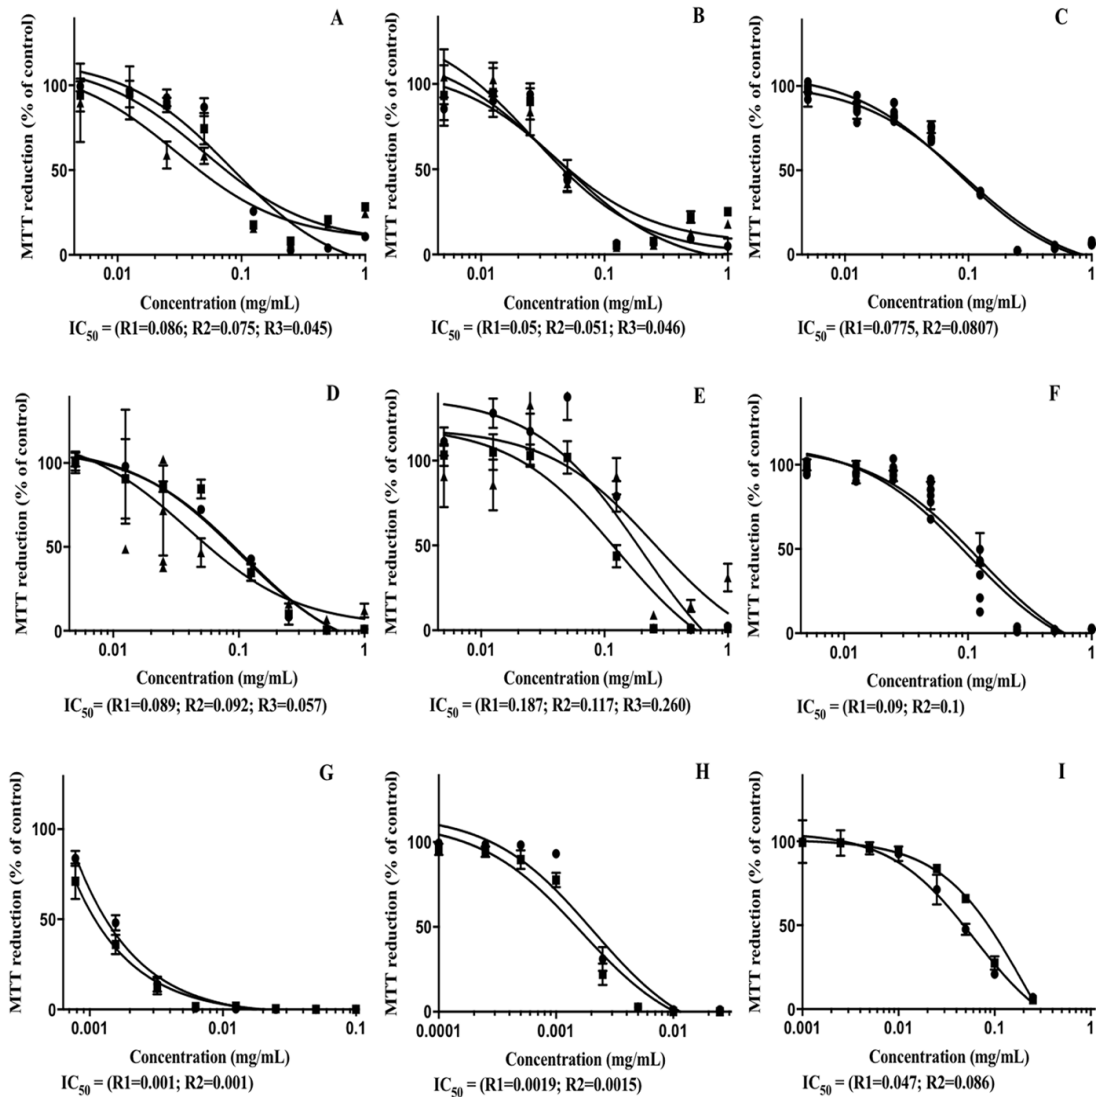 A
MTT reduction (% of control)
100
50
0
0.01 0.1 1
Concentration (mg/mL)
IC50 = (R1=0.086; R2=0.075; R3=0.045)
B
MTT reduction (% of control)
100
50
0
0.01 0.1 1
Concentration (mg/mL)
IC50 = (R1=0.05; R2=0.051; R3=0.046)
C
MTT reduction (% of control)
100
50
0
0.01 0.1 1
Concentration (mg/mL)
IC50 = (R1=0.0775, R2=0.0807)
D
MTT reduction (% of control)
100
50
0
0.01 0.1 1
Concentration (mg/mL)
IC50= (R1=0.089; R2=0.092; R3=0.057)
E
MTT reduction (% of control)
100
50
0
0.01 0.1 1
Concentration (mg/mL)
IC50 = (R1=0.187; R2=0.117; R3=0.260)
F
MTT reduction (% of control)
100
50
0
0.01 0.1 1
Concentration (mg/mL)
IC50 = (R1=0.09; R2=0.1)
G
MTT reduction (% of control)
100
50
0
0.001 0.01 0.1
Concentration (mg/mL)
IC50 = (R1=0.001; R2=0.001)
H
MTT reduction (% of control)
100
50
0
0.0001 0.001 0.01
Concentration (mg/mL)
IC50 = (R1=0.0019; R2=0.0015)
I
MTT reduction (% of control)
100
50
0
0.001 0.01 0.1 1
Concentration (mg/mL)
IC50 = (R1=0.047; R2=0.086)